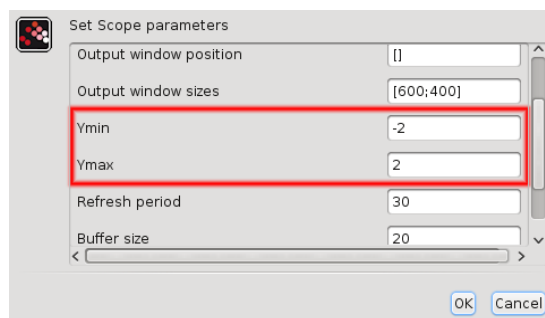 Set Scope parameters
Output window position []
Output window sizes [600;400]
Ymin -2
Ymax 2
Refresh period 30
Buffer size 20
OK Cancel